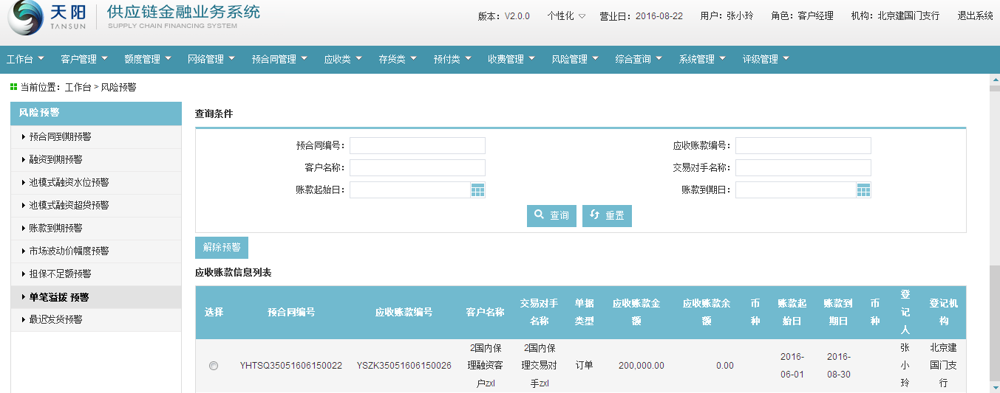 天阳 供应链金融业务系统
TANSUN SUPPLY CHAIN FINANCING SYSTEM
版本：V2.0.0 个性化 营业日：2016-08-22 用户：张小玲 角色：客户经理 机构：北京建国门支行 退出系统
工作台 客户管理 额度管理 网络管理 预合同管理 应收类 存货类 预付类 收费管理 风险管理 综合查询 系统管理 评级管理
当前位置：工作台 > 风险预警
风险预警
预合同到期预警
融资到期预警
池模式融资水位预警
池模式融资超贷预警
账款到期预警
市场波动价幅度预警
担保不足额预警
单笔溢拨 预警
最迟发货预警
查询条件
预合同编号： 应收账款编号：
客户名称： 交易对手名称：
账款起始日： 账款到期日：
查询 重置
解除预警
应收账款信息列表
选择 预合同编号 应收账款编号 客户名称 交易对手名称 单据类型 应收账款金额 应收账款余额 币种 账款起始日 账款到期日 币种 登记人 登记机构
YHTSQ35051606150022 YSZK35051606150026 2国内保理融资客户zxl 2国内保理交易对手zxl 订单 200,000.00 0.00 2016-06-01 2016-08-30 张小玲 北京建国门支行